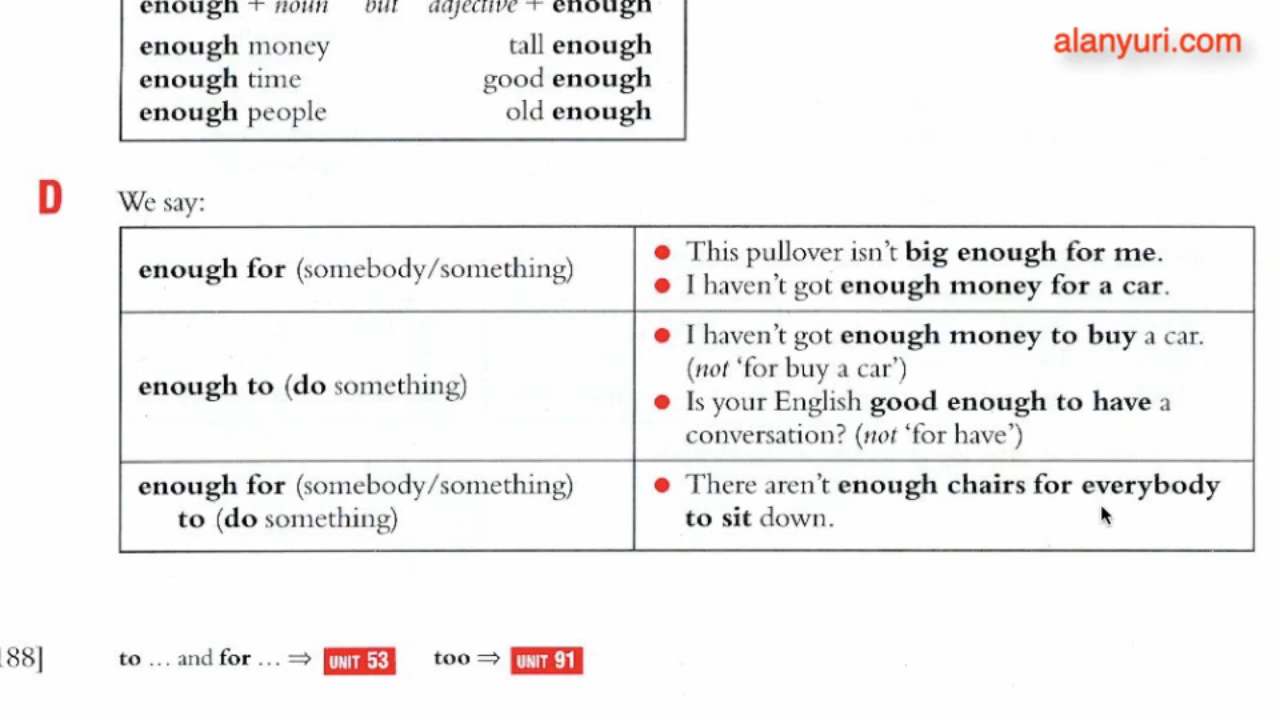 enough + noun but adjective + enough
alanyuri.com
enough money tall enough
enough time good enough
enough people old enough
D We say:
enough for (somebody/something)
• This pullover isn't big enough for me.
• I haven't got enough money for a car.
enough to (do something)
• I haven't got enough money to buy a car.
(not 'for buy a car')
• Is your English good enough to have a
conversation? (not 'for have')
enough for (somebody/something)
to (do something)
• There aren't enough chairs for everybody
to sit down.
188] to ... and for ... ⇒ UNIT 53 too ⇒ UNIT 91